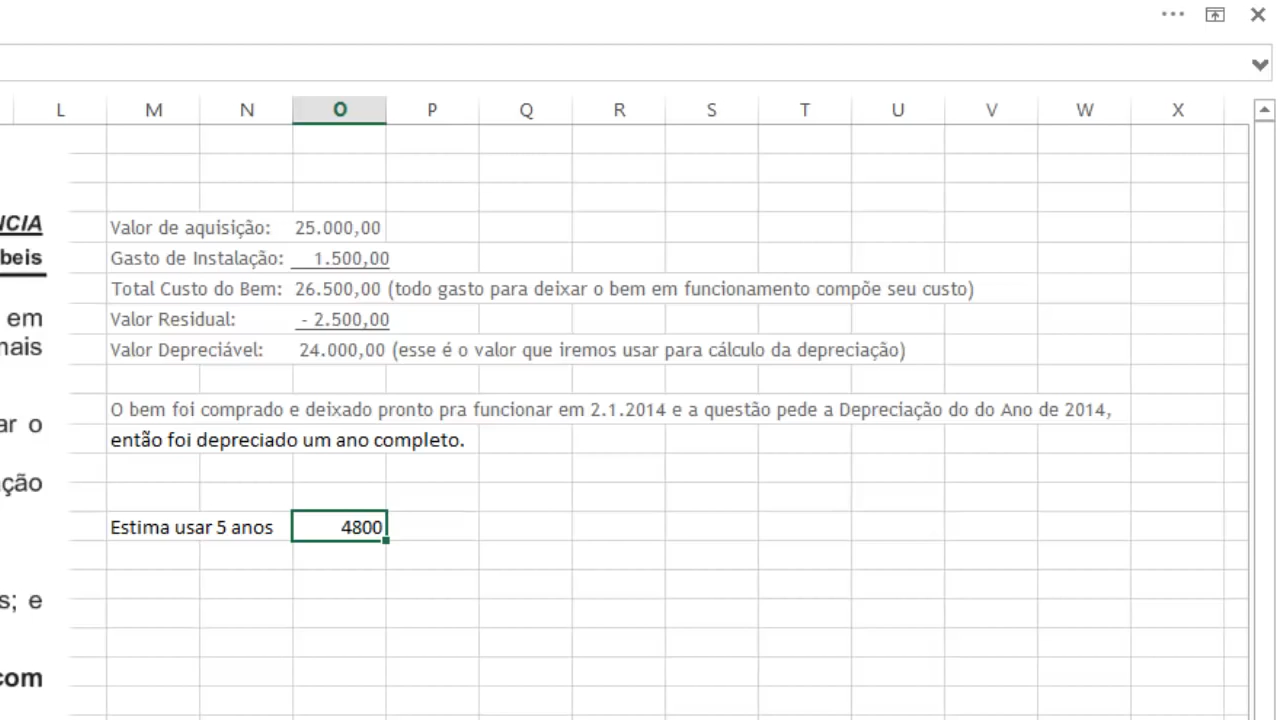 L M N O P Q R S T U V W X
NCIA
beis
em
mais
ar o
ação
s; e
com
Valor de aquisição: 25.000,00
Gasto de Instalação: 1.500,00
Total Custo do Bem: 26.500,00 (todo gasto para deixar o bem em funcionamento compõe seu custo)
Valor Residual: - 2.500,00
Valor Depreciável: 24.000,00 (esse é o valor que iremos usar para cálculo da depreciação)
O bem foi comprado e deixado pronto pra funcionar em 2.1.2014 e a questão pede a Depreciação do do Ano de 2014,
então foi depreciado um ano completo.
Estima usar 5 anos 4800